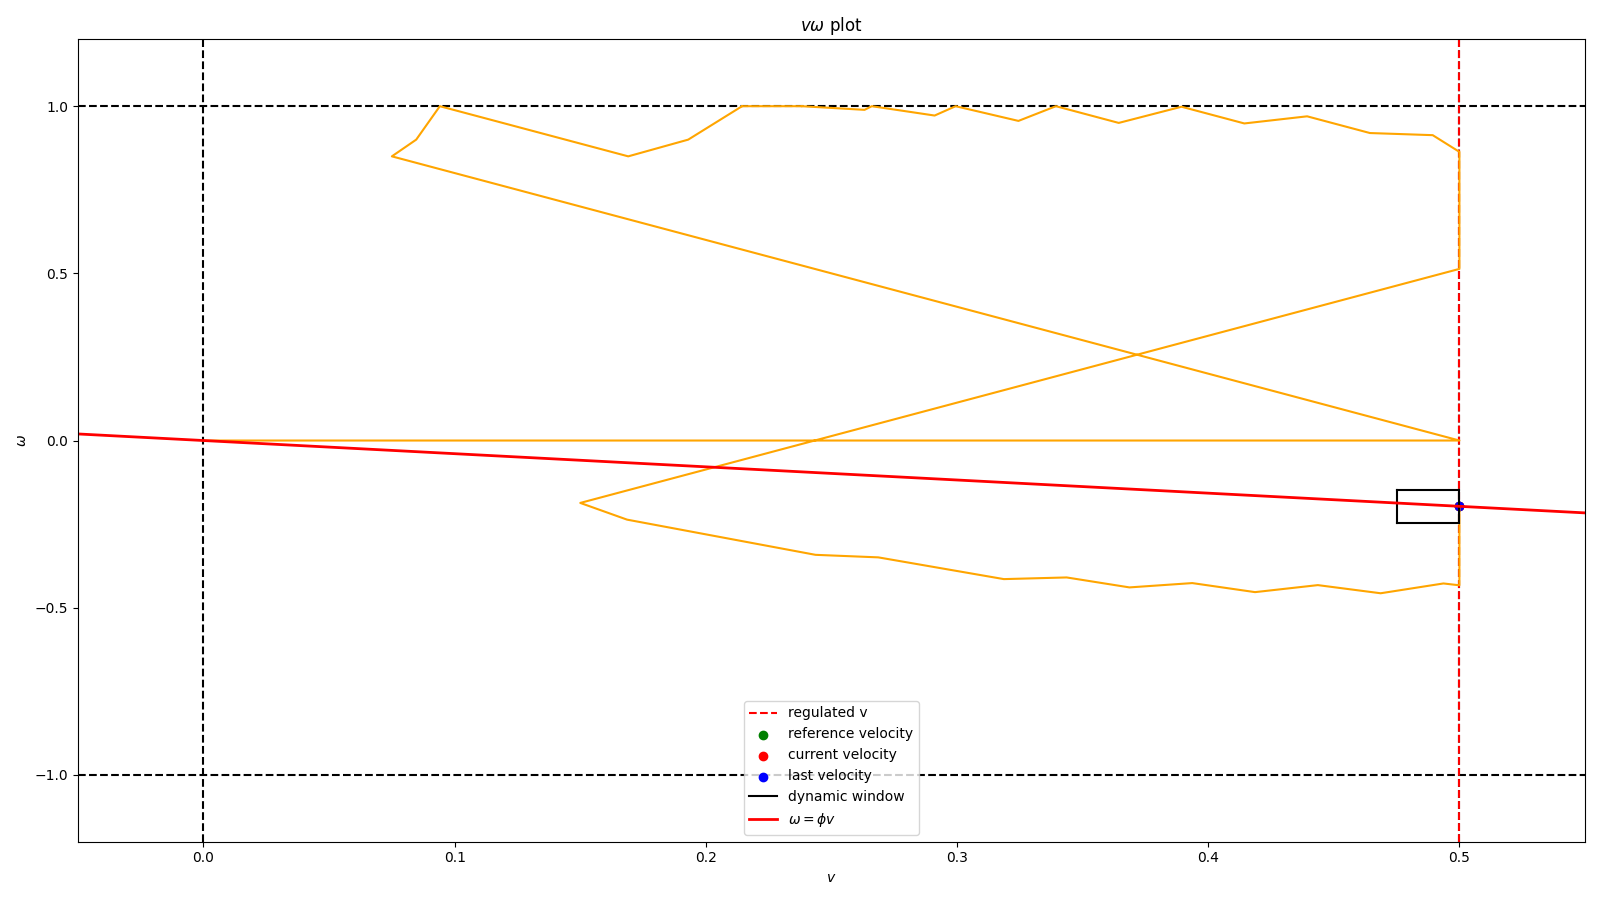 vω plot
1.0
0.5
0.0
−0.5
−1.0
ω
regulated v
reference velocity
current velocity
last velocity
dynamic window
ω = ϕv
0.0 0.1 0.2 0.3 0.4 0.5
v